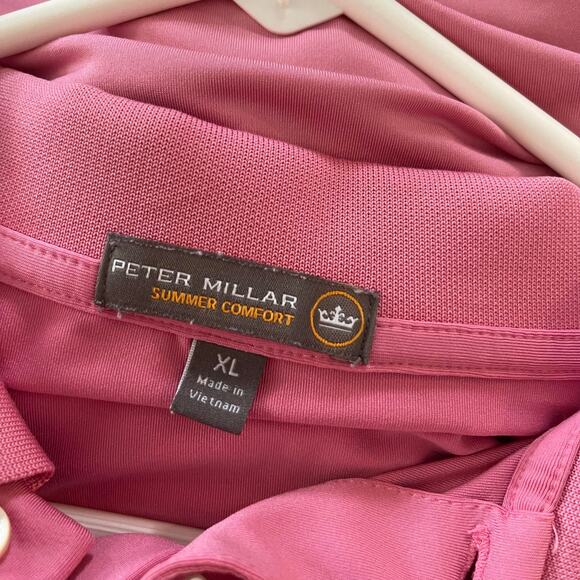 PETER MILLAR
SUMMER COMFORT
XL
Made in
Vietnam